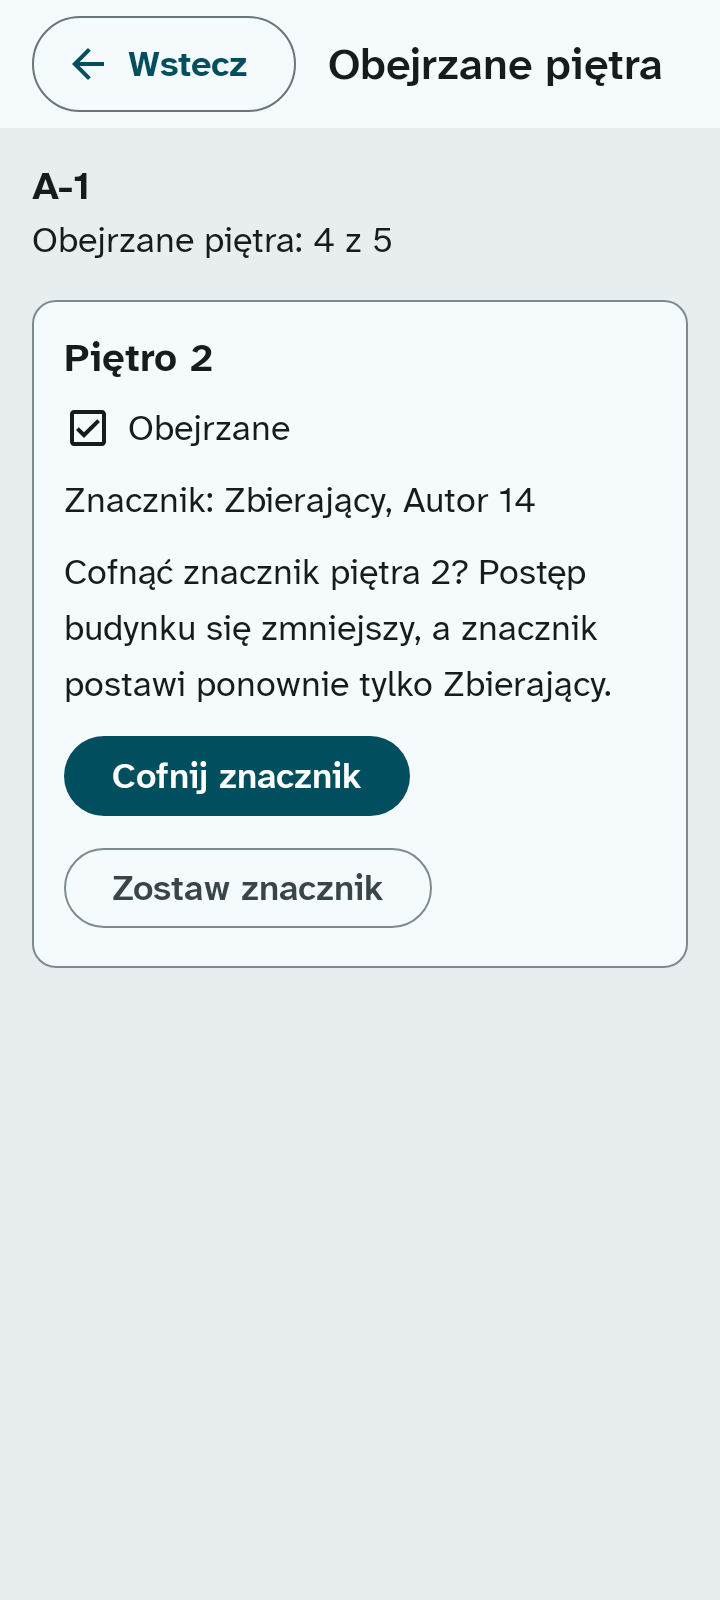 Wstecz
Obejrzane piętra
A-1
Obejrzane piętra: 4 z 5
Piętro 2
Obejrzane
Znacznik: Zbierający, Autor 14
Cofnąć znacznik piętra 2? Postęp
budynku się zmniejszy, a znacznik
postawi ponownie tylko Zbierający.
Cofnij znacznik
Zostaw znacznik